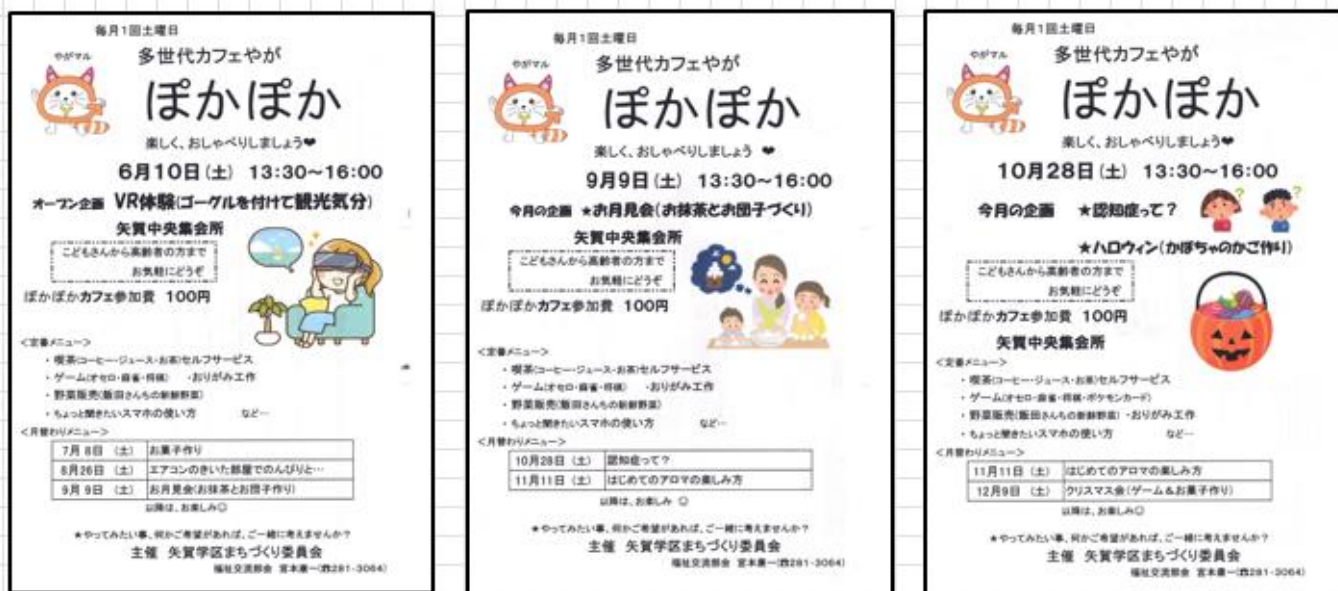 毎月1回土曜日
やがマル
多世代カフェやが
ぽかぽか
楽しく、おしゃべりしましょう❤
6月10日(土) 13:30~16:00
オープン企画 VR体験(ゴーグルを付けて観光気分)
矢賀中央集会所
こどもさんから高齢者の方まで
お気軽にどうぞ
ぽかぽかカフェ参加費 100円
<定番メニュー>
・喫茶(コーヒー・ジュース・お茶)セルフサービス
・ゲーム(オセロ・麻雀・将棋) ・おりがみ工作
・野菜販売(飯田さんちの新鮮野菜)
・ちょっと聞きたいスマホの使い方 など…
<月替わりメニュー>
7月8日 (土) お菓子作り
8月26日 (土) エアコンのきいた部屋でのんびりと…
9月9日 (土) お月見会(お抹茶とお団子作り)
以降は、お楽しみ☺
★やってみたい事、何かご希望があれば、ご一緒に考えませんか?
主催 矢賀学区まちづくり委員会
福祉交流部会 宮本 一(☎281-3064)
毎月1回土曜日
やがマル
多世代カフェやが
ぽかぽか
楽しく、おしゃべりしましょう ❤
9月9日(土) 13:30~16:00
今月の企画 ★お月見会(お抹茶とお団子づくり)
矢賀中央集会所
こどもさんから高齢者の方まで
お気軽にどうぞ
ぽかぽかカフェ参加費 100円
<定番メニュー>
・喫茶(コーヒー・ジュース・お茶)セルフサービス
・ゲーム(オセロ・麻雀・将棋) ・おりがみ工作
・野菜販売(飯田さんちの新鮮野菜)
・ちょっと聞きたいスマホの使い方 など…
<月替わりメニュー>
10月28日 (土) 認知症って?
11月11日 (土) はじめてのアロマの楽しみ方
以降は、お楽しみ ☺
★やってみたい事、何かご希望があれば、ご一緒に考えませんか?
主催 矢賀学区まちづくり委員会
福祉交流部会 宮本 一(☎281-3064)
毎月1回土曜日
やがマル
多世代カフェやが
ぽかぽか
楽しく、おしゃべりしましょう❤
10月28日(土) 13:30~16:00
今月の企画 ★認知症って?
★ハロウィン(かぼちゃのかご作り)
こどもさんから高齢者の方まで
お気軽にどうぞ
ぽかぽかカフェ参加費 100円
矢賀中央集会所
<定番メニュー>
・喫茶(コーヒー・ジュース・お茶)セルフサービス
・ゲーム(オセロ・麻雀・将棋・ポケモンカード)
・野菜販売(飯田さんちの新鮮野菜) ・おりがみ工作
・ちょっと聞きたいスマホの使い方 など…
<月替わりメニュー>
11月11日 (土) はじめてのアロマの楽しみ方
12月9日 (土) クリスマス会(ゲーム&お菓子作り)
以降は、お楽しみ☺
★やってみたい事、何かご希望があれば、ご一緒に考えませんか?
主催 矢賀学区まちづくり委員会
福祉交流部会 宮本 一(☎281-3064)